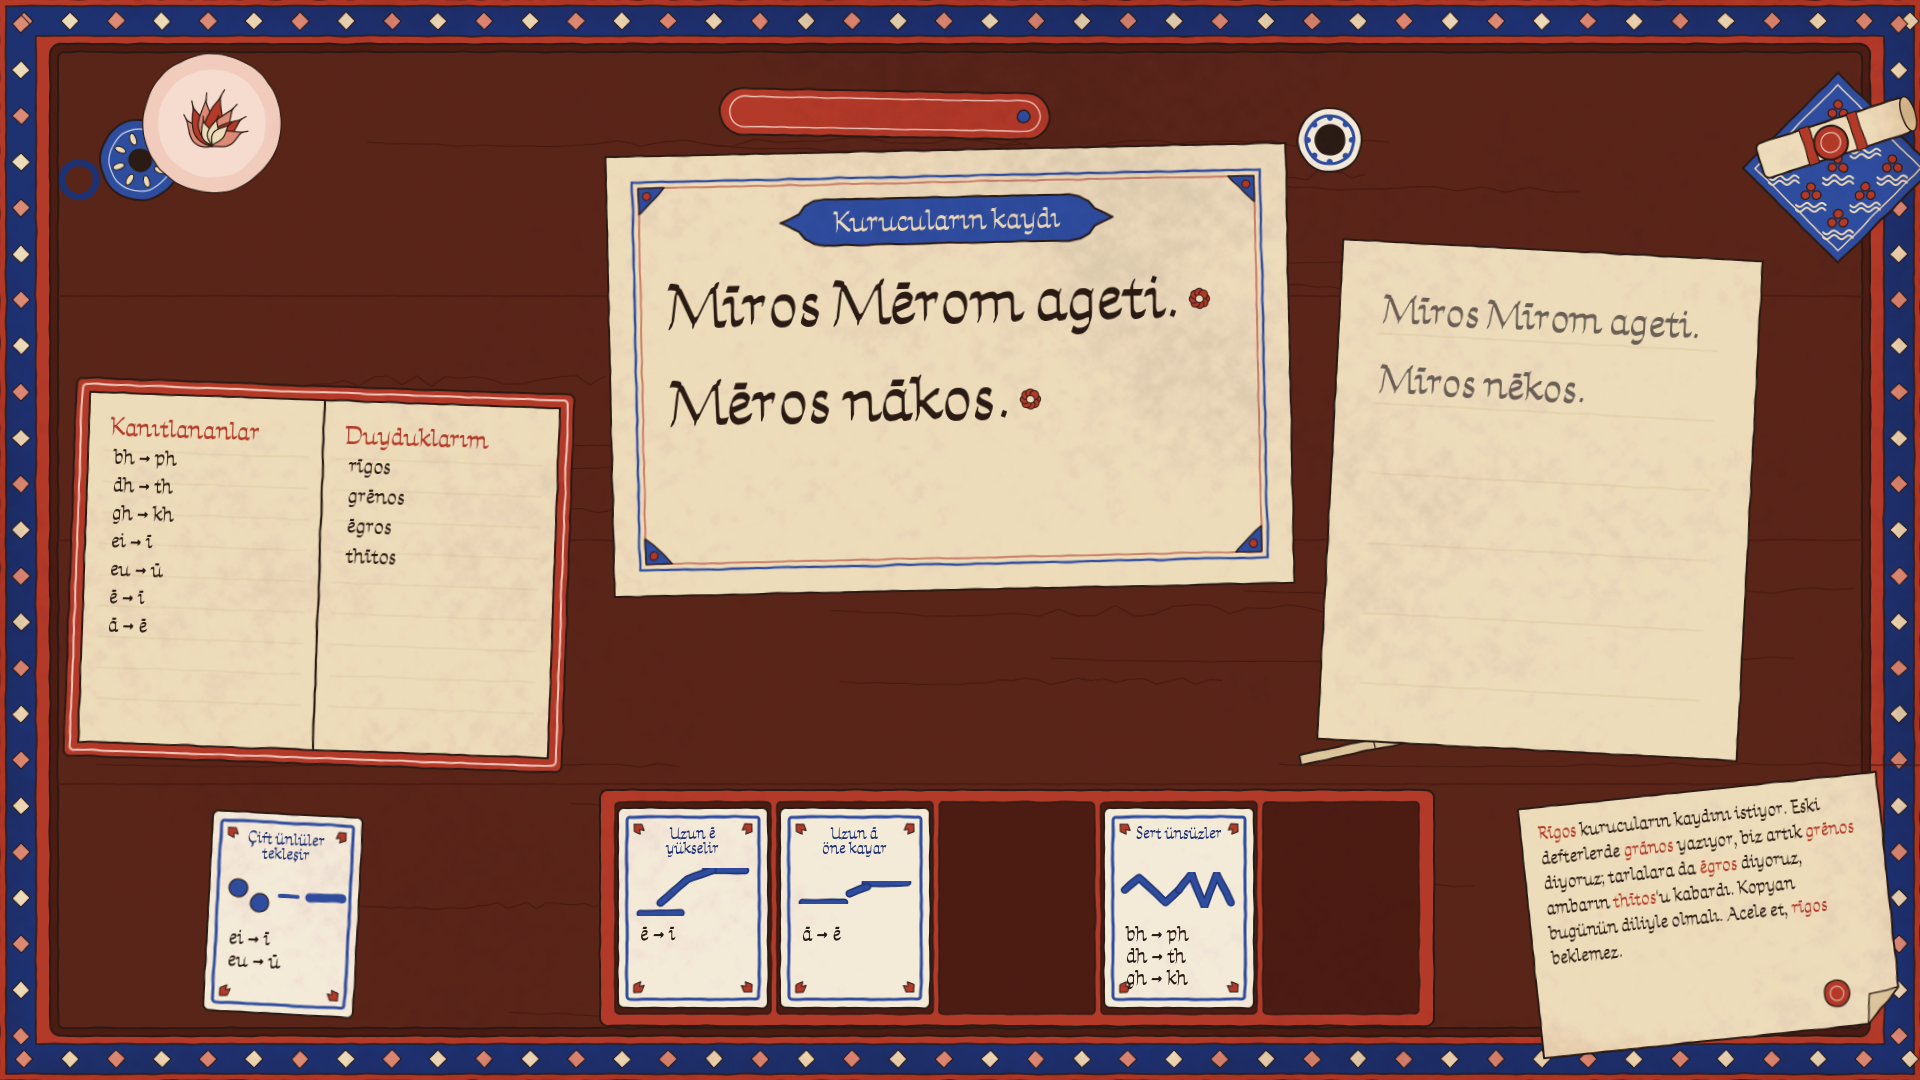 Kurucuların kaydı
Mīros Mērom ageti.
Mēros nākos.
Mīros Mīrom ageti.
Mīros nēkos.
Kanıtlananlar
bh → ph
dh → th
gh → kh
ei → ī
eu → ū
ē → ī
ā → ē
Duyduklarım
rīgos
grēnos
ēgros
thītos
Çift ünlüler
tekleşir
ei → ī
eu → ū
Uzun ē
yükselir
ē → ī
Uzun ā
öne kayar
ā → ē
Sert ünsüzler
bh → ph
dh → th
gh → kh
Rīgos kurucuların kaydını istiyor. Eski
defterlerde grānos yazıyor, biz artık grēnos
diyoruz; tarlalara da ēgros diyoruz,
ambarın thītos'u kabardı. Kopyan
bugünün diliyle olmalı. Acele et, rīgos
beklemez.